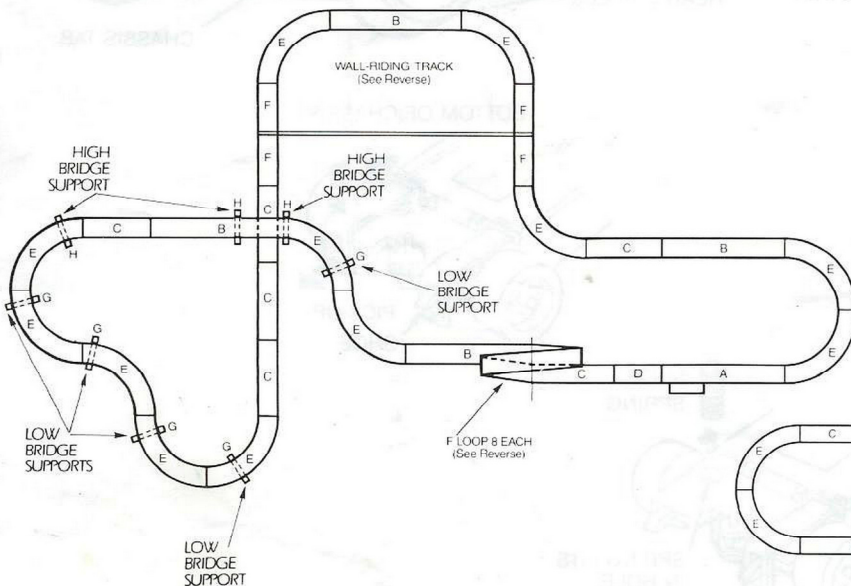 B
E
E
WALL-RIDING TRACK
(See Reverse)
F
F
F
F
HIGH
BRIDGE
SUPPORT
HIGH
BRIDGE
SUPPORT
H
C
H
E
C
B
E
H
E
C
B
G
LOW
BRIDGE
SUPPORT
G
E
C
E
E
G
E
B
C
C
D
A
E
LOW
BRIDGE
SUPPORTS
G
E
G
E
F LOOP 8 EACH
(See Reverse)
C
E
E
LOW
BRIDGE
SUPPORT